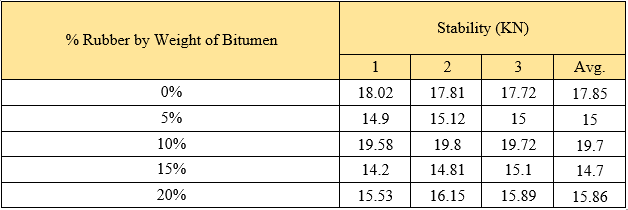 % Rubber by Weight of Bitumen Stability (KN)
1 2 3 Avg.
0% 18.02 17.81 17.72 17.85
5% 14.9 15.12 15 15
10% 19.58 19.8 19.72 19.7
15% 14.2 14.81 15.1 14.7
20% 15.53 16.15 15.89 15.86